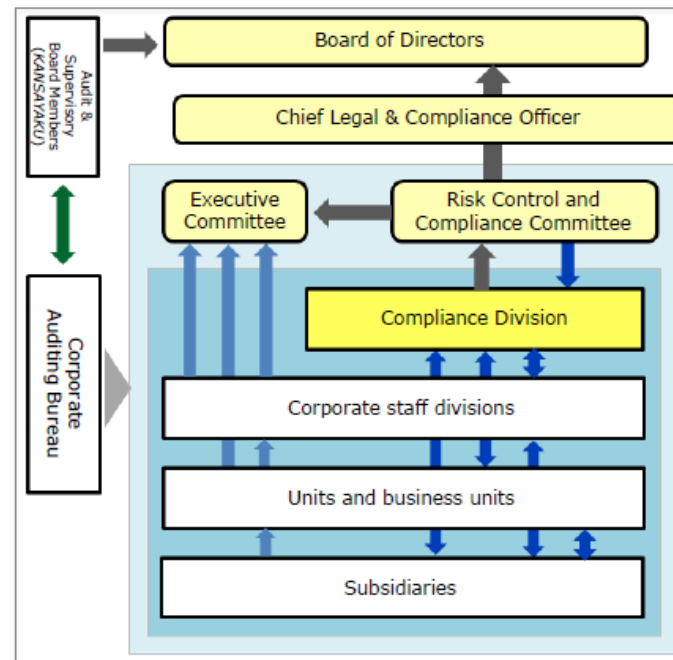 Audit &
Supervisory
Board Members
(KANSAYAKU)
Board of Directors
Chief Legal & Compliance Officer
Executive
Committee
Risk Control and
Compliance Committee
Corporate
Auditing Bureau
Compliance Division
Corporate staff divisions
Units and business units
Subsidiaries